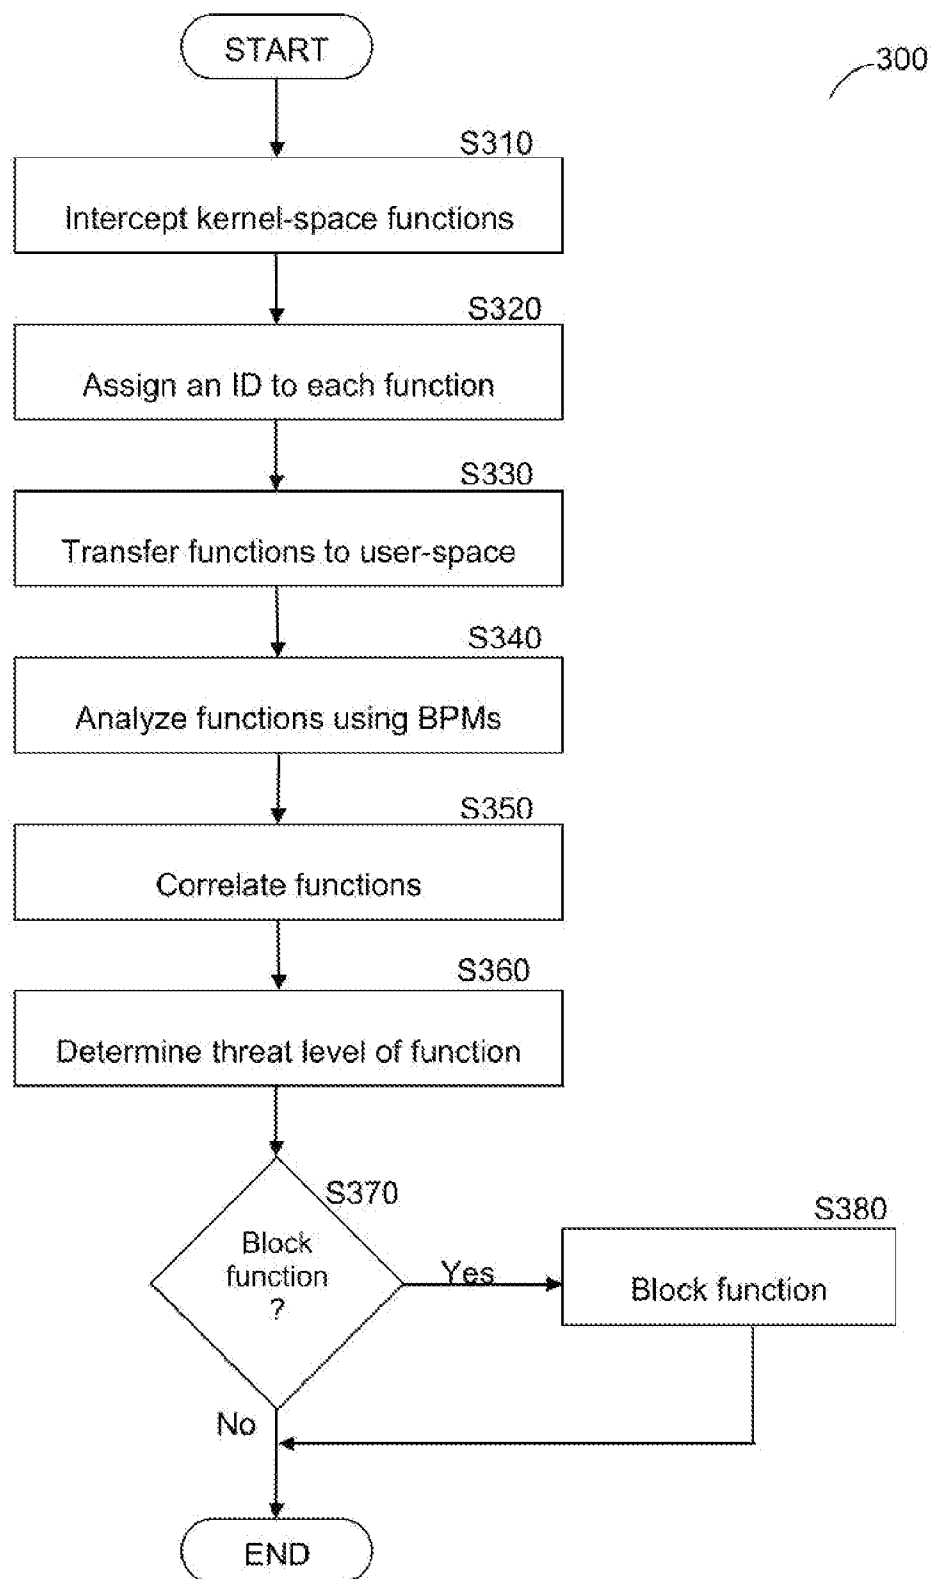 START
300
S310
Intercept kernel-space functions
S320
Assign an ID to each function
S330
Transfer functions to user-space
S340
Analyze functions using BPMs
S350
Correlate functions
S360
Determine threat level of function
S370
Block
function
?
Yes
S380
Block function
No
END